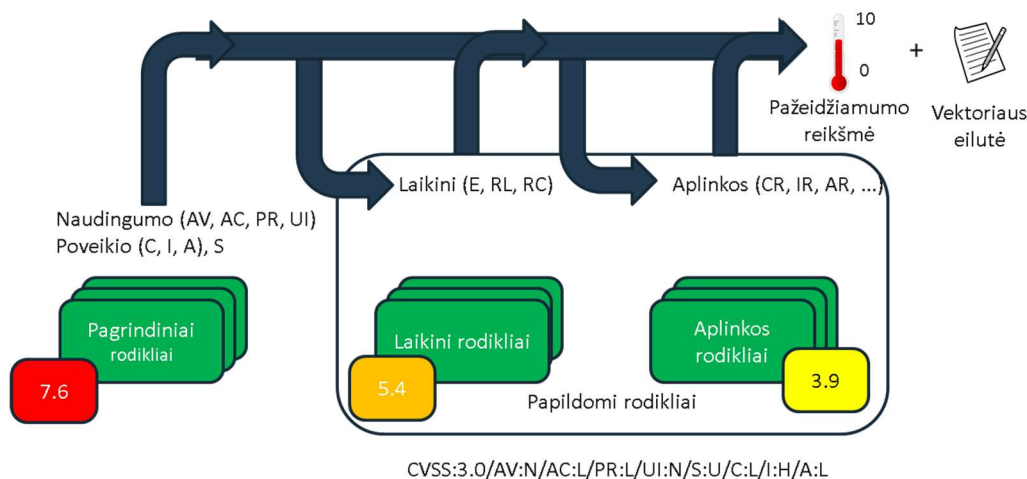 10
0
+
Pažeidžiamumo
reikšmė
Vektoriaus
eilutė
Laikini (E, RL, RC)
Aplinkos (CR, IR, AR, ...)
Naudingumo (AV, AC, PR, UI)
Poveikio (C, I, A), S
Pagrindiniai
rodikliai
7.6
Laikini rodikliai
5.4
Aplinkos
rodikliai
3.9
Papildomi rodikliai
CVSS:3.0/AV:N/AC:L/PR:L/UI:N/S:U/C:L/I:H/A:L